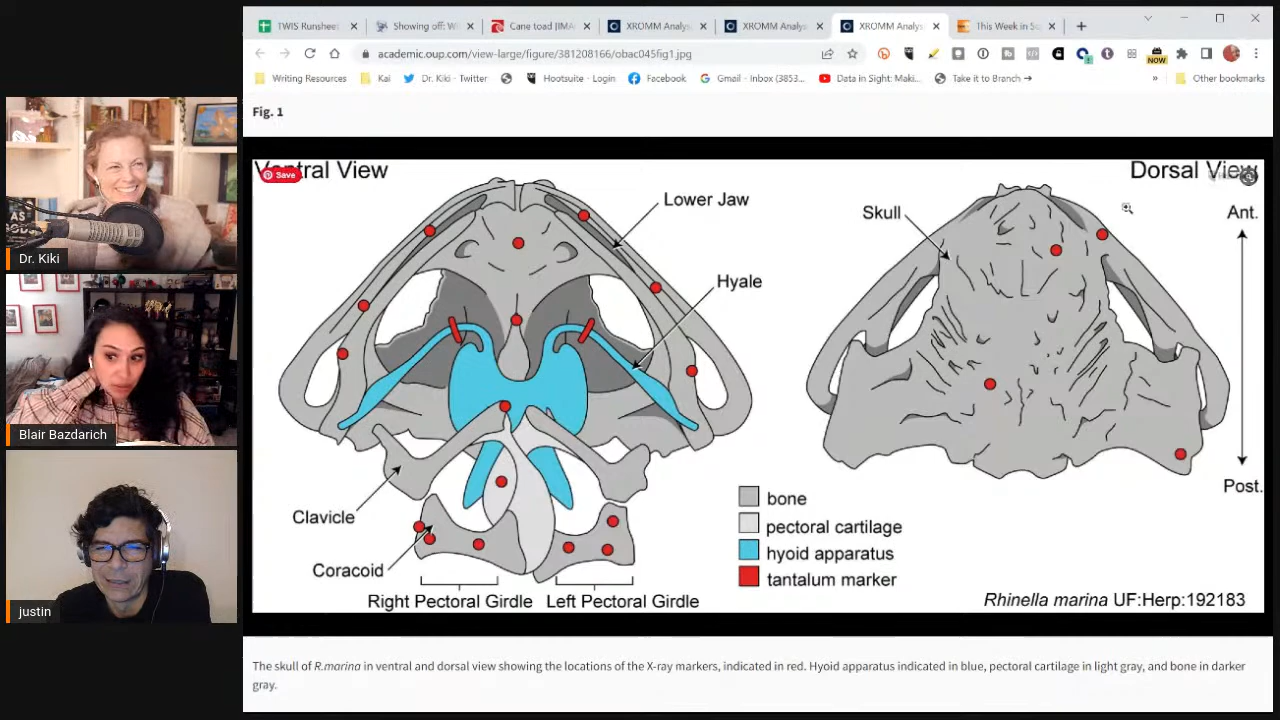 TWIS Runsheet
Showing off: Wi
Cane toad (IMA
XROMM Analys
XROMM Analys
XROMM Analys
This Week in Sc
academic.oup.com/view-large/figure/381208166/obac045fig1.jpg
NOW
Writing Resources
Kai
Dr. Kiki - Twitter
Hootsuite - Login
Facebook
Gmail - Inbox (3853...
Data in Sight: Maki...
Take it to Branch →
»
Other bookmarks
Fig. 1
Ventral View
Save
Dorsal View
Lower Jaw
Skull
Ant.
Hyale
Post.
Clavicle
Coracoid
Right Pectoral Girdle
Left Pectoral Girdle
bone
pectoral cartilage
hyoid apparatus
tantalum marker
Rhinella marina UF:Herp:192183
The skull of R.marina in ventral and dorsal view showing the locations of the X-ray markers, indicated in red. Hyoid apparatus indicated in blue, pectoral cartilage in light gray, and bone in darker
gray.
Dr. Kiki
Blair Bazdarich
justin